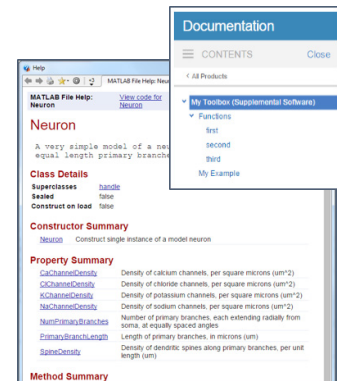 Documentation
CONTENTS Close
< All Products
My Toolbox (Supplemental Software)
Functions
first
second
third
My Example
Help
MATLAB File Help:
MATLAB File Help: Neuron
View code for Neuron
Neuron
A very simple model of a
equal length primary
Class Details
Superclasses handle
Sealed false
Construct on load false
Constructor Summary
Neuron Construct single instance of a model neuron
Property Summary
CaChannelDensity Density of calcium channels, per square microns (um^2)
ClChannelDensity Density of chloride channels, per square microns (um^2)
KChannelDensity Density of potassium channels, per square microns (um^2)
NaChannelDensity Density of sodium channels, per square microns (um^2)
NumPrimaryBranches Number of primary branches, each extending radially from
soma, at equally spaced angles
PrimaryBranchLength Length of primary branches, in microns (um)
SpineDensity Density of dendritic spines along primary branches, per unit
length (um)
Method Summary